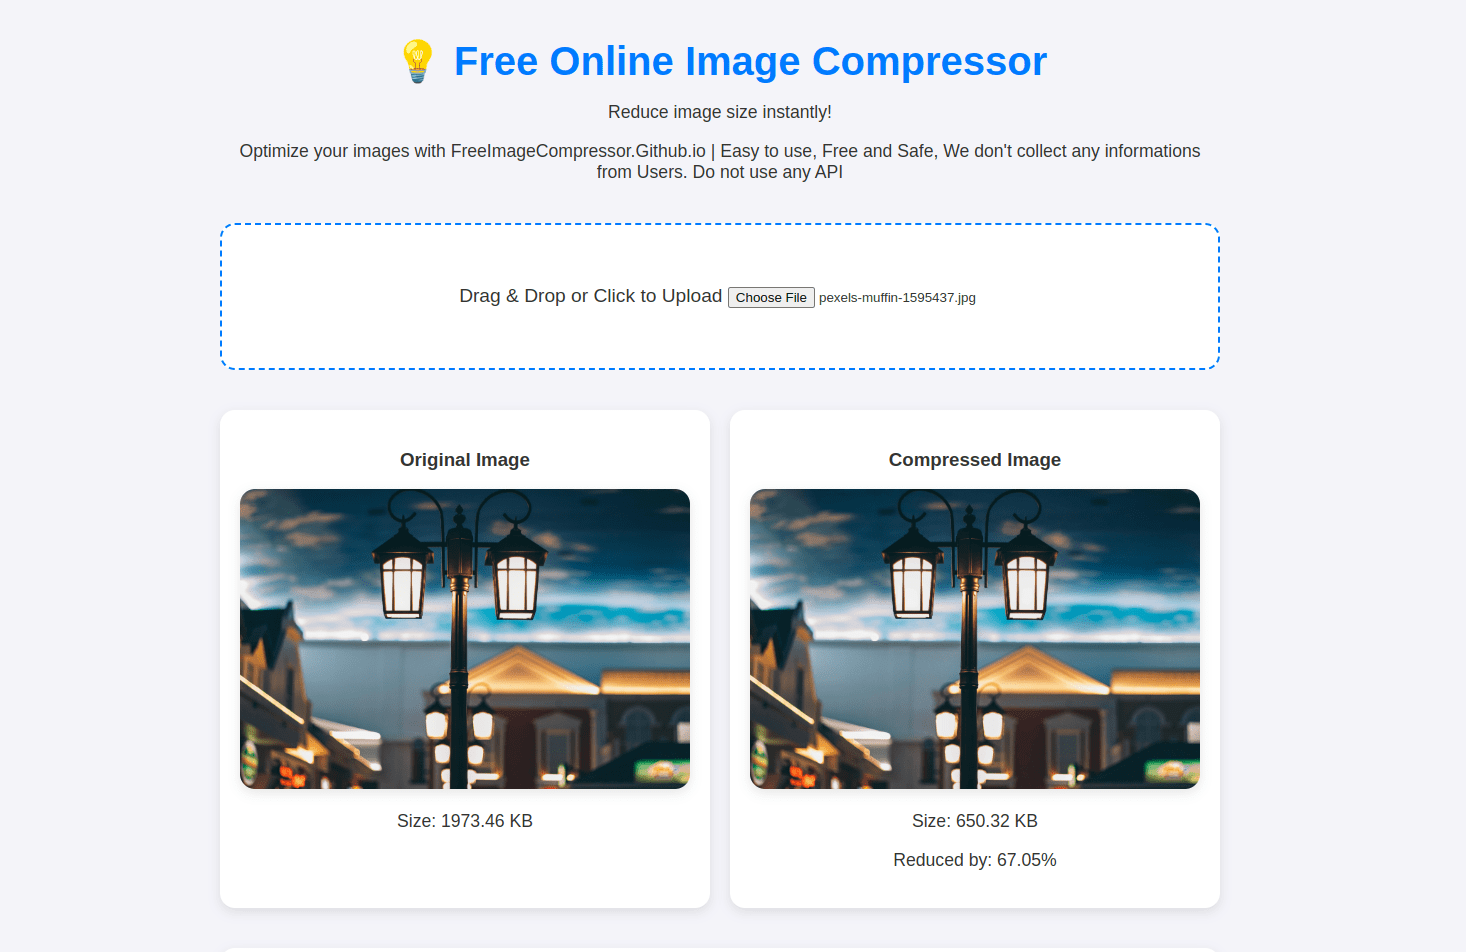 Free Online Image Compressor
Reduce image size instantly!
Optimize your images with FreeImageCompressor.Github.io | Easy to use, Free and Safe, We don't collect any informations
from Users. Do not use any API
Drag & Drop or Click to Upload Choose File pexels-muffin-1595437.jpg
Original Image
Size: 1973.46 KB
Compressed Image
Size: 650.32 KB
Reduced by: 67.05%